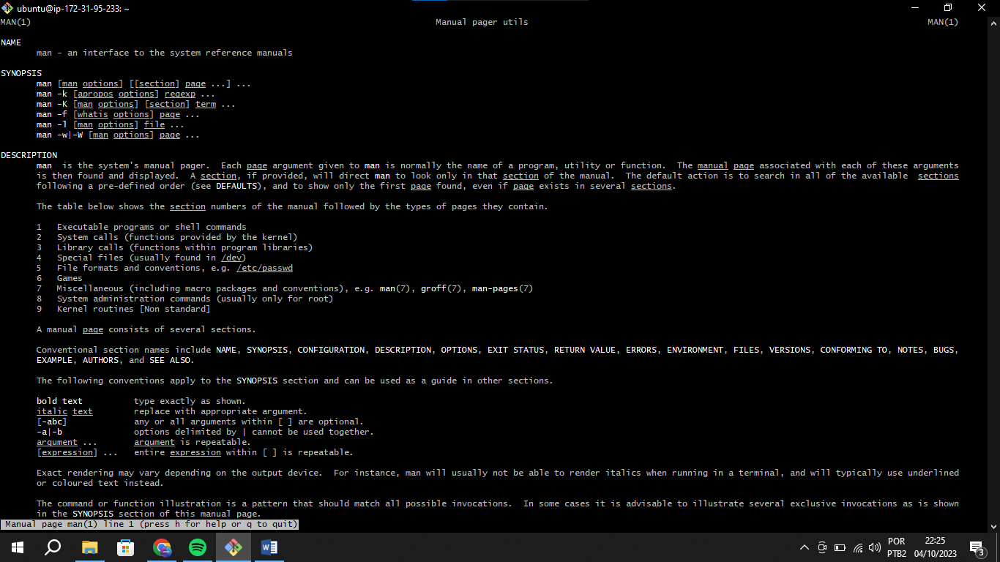 ubuntu@ip-172-31-95-233: ~
MAN(1) Manual pager utils MAN(1)
NAME
man - an interface to the system reference manuals
SYNOPSIS
man [man options] [[section] page ...] ...
man -k [apropos options] regexp ...
man -K [man options] [section] term ...
man -f [whatis options] page ...
man -l [man options] file ...
man -w|-W [man options] page ...
DESCRIPTION
man  is the system's manual pager.  Each page argument given to man is normally the name of a program, utility or function.  The manual page associated with each of these arguments
is then found and displayed.  A section, if provided, will direct man to look only in that section of the manual.  The default action is to search in all of the available  sections
following a pre-defined order (see DEFAULTS), and to show only the first page found, even if page exists in several sections.
The table below shows the section numbers of the manual followed by the types of pages they contain.
1   Executable programs or shell commands
2   System calls (functions provided by the kernel)
3   Library calls (functions within program libraries)
4   Special files (usually found in /dev)
5   File formats and conventions, e.g. /etc/passwd
6   Games
7   Miscellaneous (including macro packages and conventions), e.g. man(7), groff(7), man-pages(7)
8   System administration commands (usually only for root)
9   Kernel routines [Non standard]
A manual page consists of several sections.
Conventional section names include NAME, SYNOPSIS, CONFIGURATION, DESCRIPTION, OPTIONS, EXIT STATUS, RETURN VALUE, ERRORS, ENVIRONMENT, FILES, VERSIONS, CONFORMING TO, NOTES, BUGS,
EXAMPLE, AUTHORS, and SEE ALSO.
The following conventions apply to the SYNOPSIS section and can be used as a guide in other sections.
bold text          type exactly as shown.
italic text        replace with appropriate argument.
[-abc]             any or all arguments within [ ] are optional.
-a|-b              options delimited by | cannot be used together.
argument ...       argument is repeatable.
[expression] ...   entire expression within [ ] is repeatable.
Exact rendering may vary depending on the output device.  For instance, man will usually not be able to render italics when running in a terminal, and will typically use underlined
or coloured text instead.
The command or function illustration is a pattern that should match all possible invocations.  In some cases it is advisable to illustrate several exclusive invocations as is shown
in the SYNOPSIS section of this manual page.
Manual page man(1) line 1 (press h for help or q to quit)
POR 22:25
PTB2 04/10/2023 3